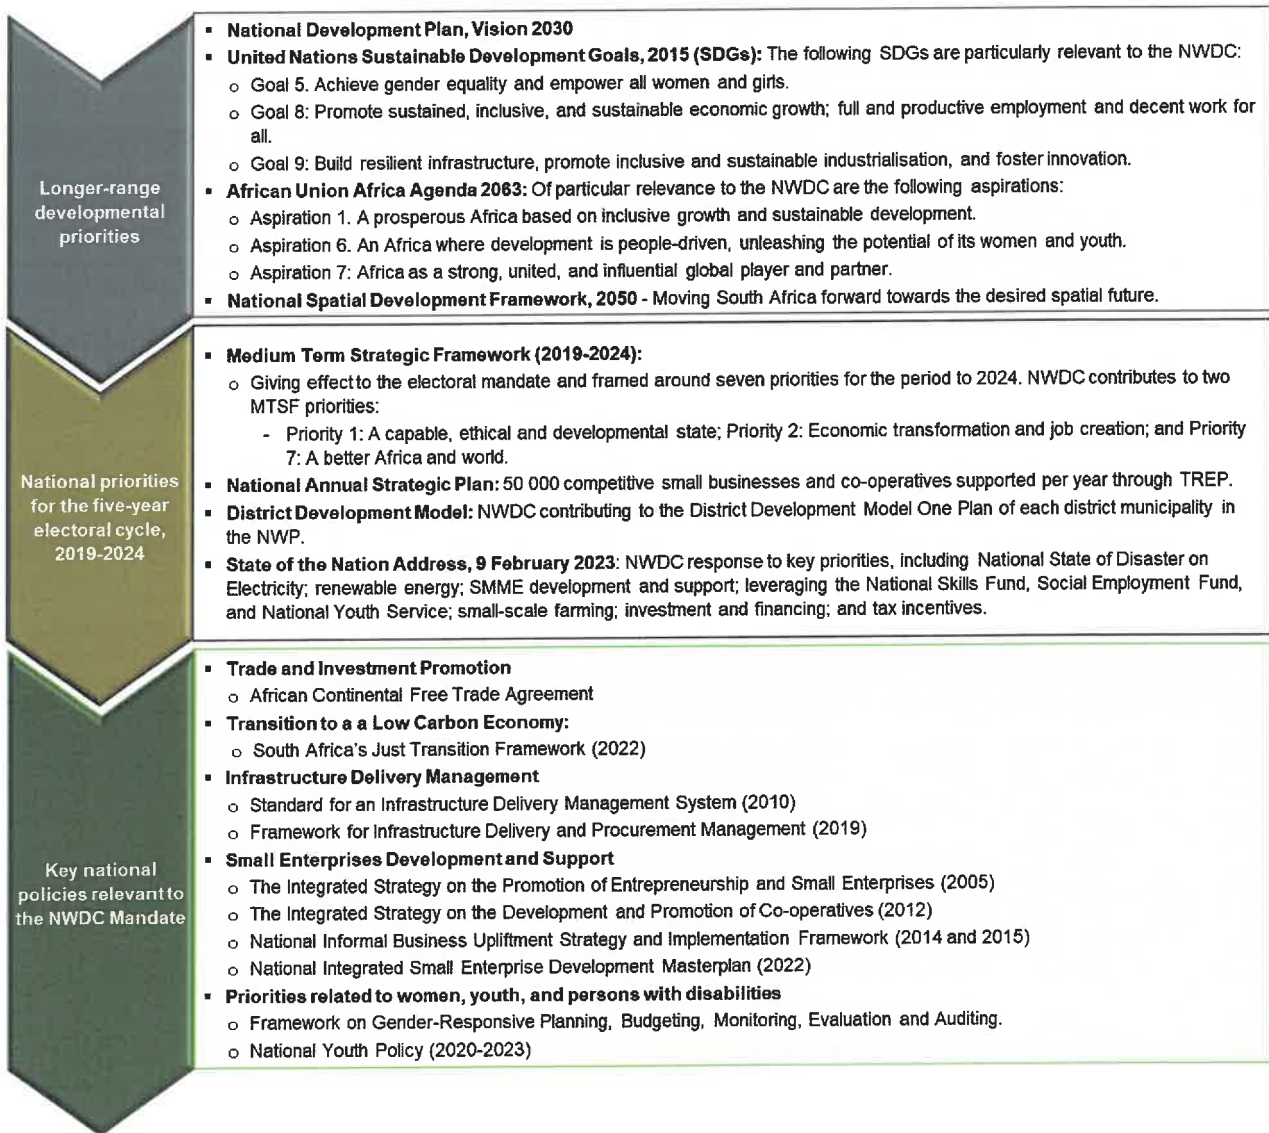 Longer-range
developmental
priorities
▪ National Development Plan, Vision 2030
▪ United Nations Sustainable Development Goals, 2015 (SDGs): The following SDGs are particularly relevant to the NWDC:
o Goal 5. Achieve gender equality and empower all women and girls.
o Goal 8: Promote sustained, inclusive, and sustainable economic growth; full and productive employment and decent work for
all.
o Goal 9: Build resilient infrastructure, promote inclusive and sustainable industrialisation, and foster innovation.
▪ African Union Africa Agenda 2063: Of particular relevance to the NWDC are the following aspirations:
o Aspiration 1. A prosperous Africa based on inclusive growth and sustainable development.
o Aspiration 6. An Africa where development is people-driven, unleashing the potential of its women and youth.
o Aspiration 7: Africa as a strong, united, and influential global player and partner.
▪ National Spatial Development Framework, 2050 - Moving South Africa forward towards the desired spatial future.
National priorities
for the five-year
electoral cycle,
2019-2024
▪ Medium Term Strategic Framework (2019-2024):
o Giving effect to the electoral mandate and framed around seven priorities for the period to 2024. NWDC contributes to two
MTSF priorities:
- Priority 1: A capable, ethical and developmental state; Priority 2: Economic transformation and job creation; and Priority
7: A better Africa and world.
▪ National Annual Strategic Plan: 50 000 competitive small businesses and co-operatives supported per year through TREP.
▪ District Development Model: NWDC contributing to the District Development Model One Plan of each district municipality in
the NWP.
▪ State of the Nation Address, 9 February 2023: NWDC response to key priorities, including National State of Disaster on
Electricity; renewable energy; SMME development and support; leveraging the National Skills Fund, Social Employment Fund,
and National Youth Service; small-scale farming; investment and financing; and tax incentives.
Key national
policies relevant to
the NWDC Mandate
▪ Trade and Investment Promotion
o African Continental Free Trade Agreement
▪ Transition to a a Low Carbon Economy:
o South Africa's Just Transition Framework (2022)
▪ Infrastructure Delivery Management
o Standard for an Infrastructure Delivery Management System (2010)
o Framework for Infrastructure Delivery and Procurement Management (2019)
▪ Small Enterprises Development and Support
o The Integrated Strategy on the Promotion of Entrepreneurship and Small Enterprises (2005)
o The Integrated Strategy on the Development and Promotion of Co-operatives (2012)
o National Informal Business Upliftment Strategy and Implementation Framework (2014 and 2015)
o National Integrated Small Enterprise Development Masterplan (2022)
▪ Priorities related to women, youth, and persons with disabilities
o Framework on Gender-Responsive Planning, Budgeting, Monitoring, Evaluation and Auditing.
o National Youth Policy (2020-2023)